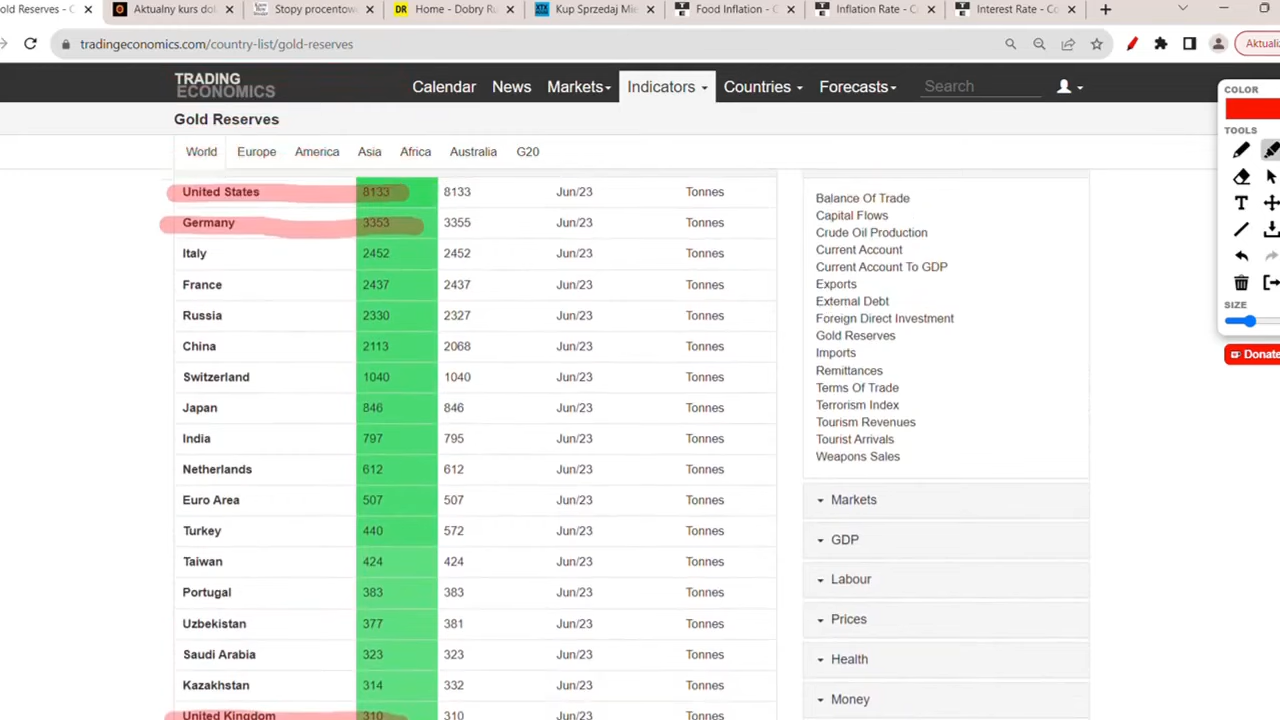 old Reserves - C
Aktualny kurs dol
Stopy procentow
Home - Dobry Ru
Kup Sprzedaj Mie
Food Inflation - C
Inflation Rate - C
Interest Rate - Co
tradingeconomics.com/country-list/gold-reserves
Aktualiz
TRADING
ECONOMICS
Calendar News Markets Indicators Countries Forecasts Search
Gold Reserves
World Europe America Asia Africa Australia G20
United States 8133 8133 Jun/23 Tonnes
Germany 3353 3355 Jun/23 Tonnes
Italy 2452 2452 Jun/23 Tonnes
France 2437 2437 Jun/23 Tonnes
Russia 2330 2327 Jun/23 Tonnes
China 2113 2068 Jun/23 Tonnes
Switzerland 1040 1040 Jun/23 Tonnes
Japan 846 846 Jun/23 Tonnes
India 797 795 Jun/23 Tonnes
Netherlands 612 612 Jun/23 Tonnes
Euro Area 507 507 Jun/23 Tonnes
Turkey 440 572 Jun/23 Tonnes
Taiwan 424 424 Jun/23 Tonnes
Portugal 383 383 Jun/23 Tonnes
Uzbekistan 377 381 Jun/23 Tonnes
Saudi Arabia 323 323 Jun/23 Tonnes
Kazakhstan 314 332 Jun/23 Tonnes
United Kingdom 310 310 Jun/23 Tonnes
Balance Of Trade
Capital Flows
Crude Oil Production
Current Account
Current Account To GDP
Exports
External Debt
Foreign Direct Investment
Gold Reserves
Imports
Remittances
Terms Of Trade
Terrorism Index
Tourism Revenues
Tourist Arrivals
Weapons Sales
Markets
GDP
Labour
Prices
Health
Money
COLOR
TOOLS
T
SIZE
Donate